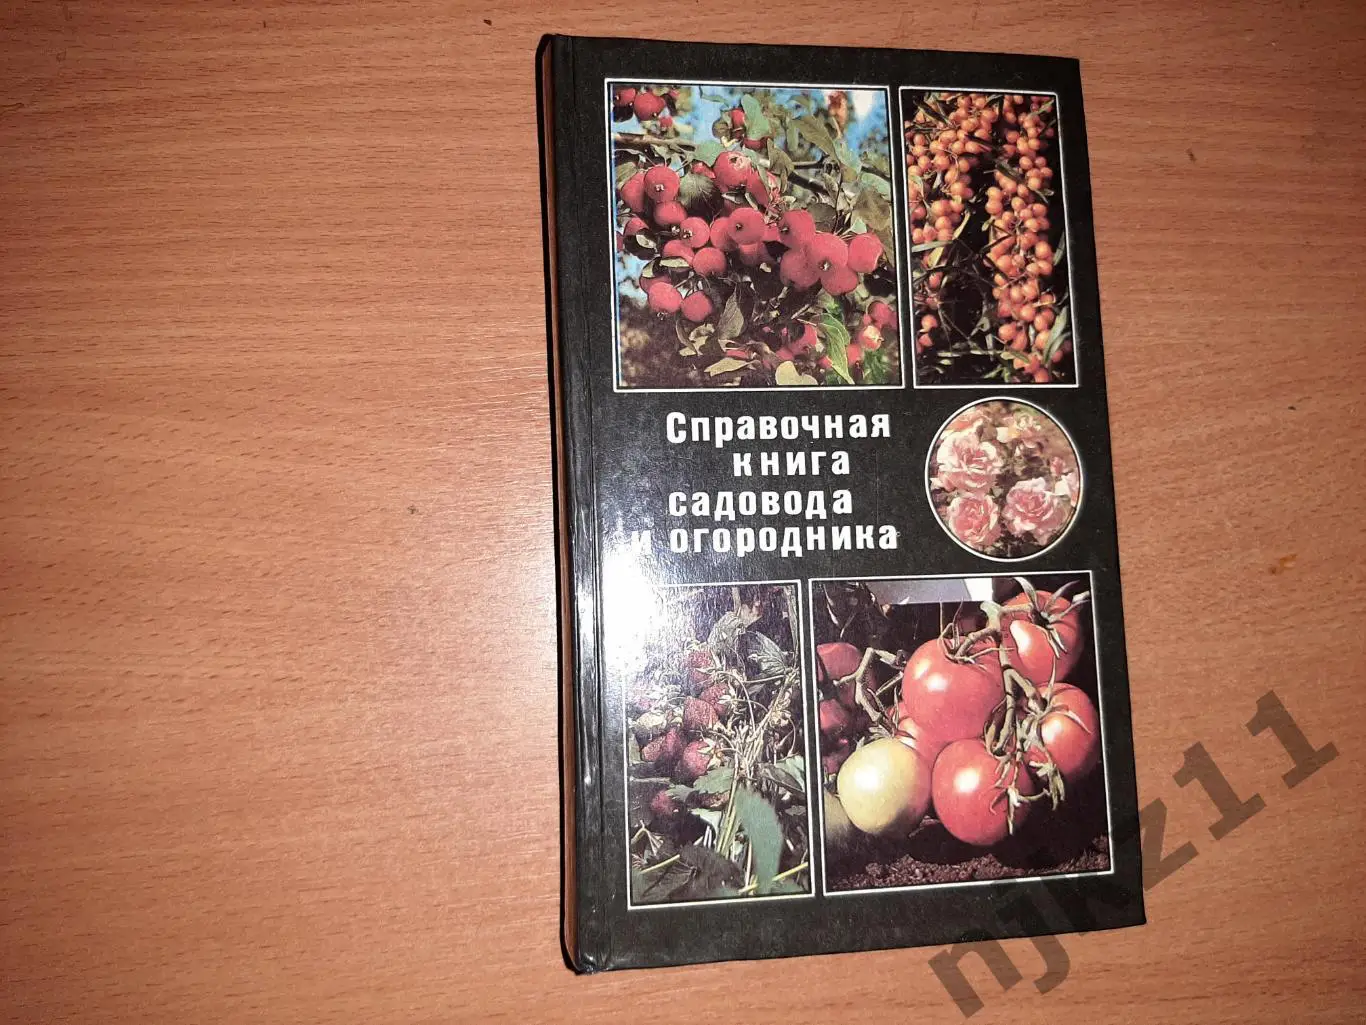 Справочная
книга
садовода
и огородника
njkz11